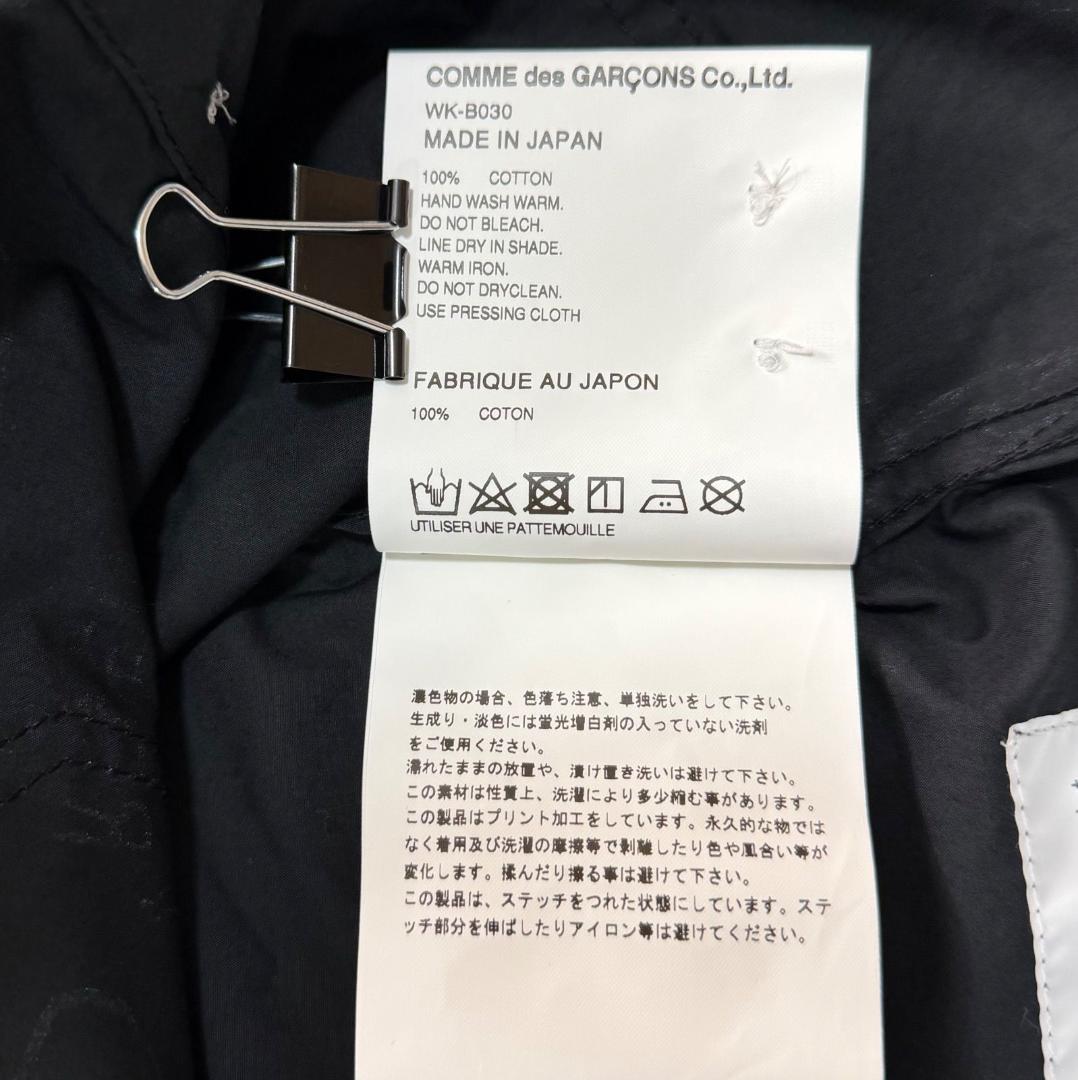 COMME des GARÇONS Co.,Ltd.
WK-B030
MADE IN JAPAN
100% COTTON
HAND WASH WARM.
DO NOT BLEACH.
LINE DRY IN SHADE.
WARM IRON.
DO NOT DRYCLEAN.
USE PRESSING CLOTH
FABRIQUE AU JAPON
100% COTON
UTILISER UNE PATTEMOUILLE
濃色物の場合、色落ち注意、単独洗いをして下さい。
生成り・淡色には蛍光増白剤の入っていない洗剤
をご使用ください。
濡れたままの放置や、漬け置き洗いは避けて下さい。
この素材は性質上、洗濯により多少縮む事があります。
この製品はプリント加工をしています。永久的な物では
なく着用及び洗濯の摩擦等で剥離したり色や風合い等が
変化します。揉んだり擦る事は避けて下さい。
この製品は、ステッチをつれた状態にしています。ステ
ッチ部分を伸ばしたりアイロン等は避けてください。